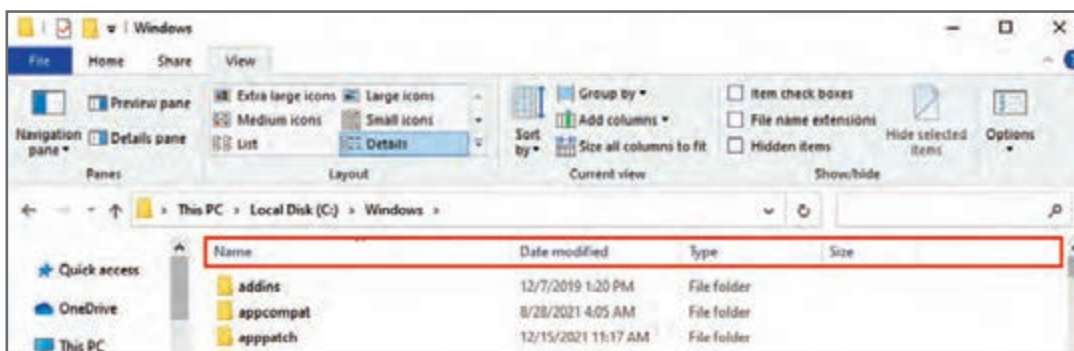 Windows
File Home Share View
Navigation pane
Preview pane
Details pane
Panes
Extra large icons Large icons
Medium icons Small icons
List Details
Layout
Sort by
Group by
Add columns
Size all columns to fit
Current view
Item check boxes
File name extensions
Hidden items
Hide selected items
Show/hide
Options
This PC › Local Disk (C:) › Windows ›
Name Date modified Type Size
Quick access
OneDrive
This PC
addins 12/7/2019 1:20 PM File folder
appcompat 8/28/2021 4:05 AM File folder
apppatch 12/15/2021 11:17 AM File folder